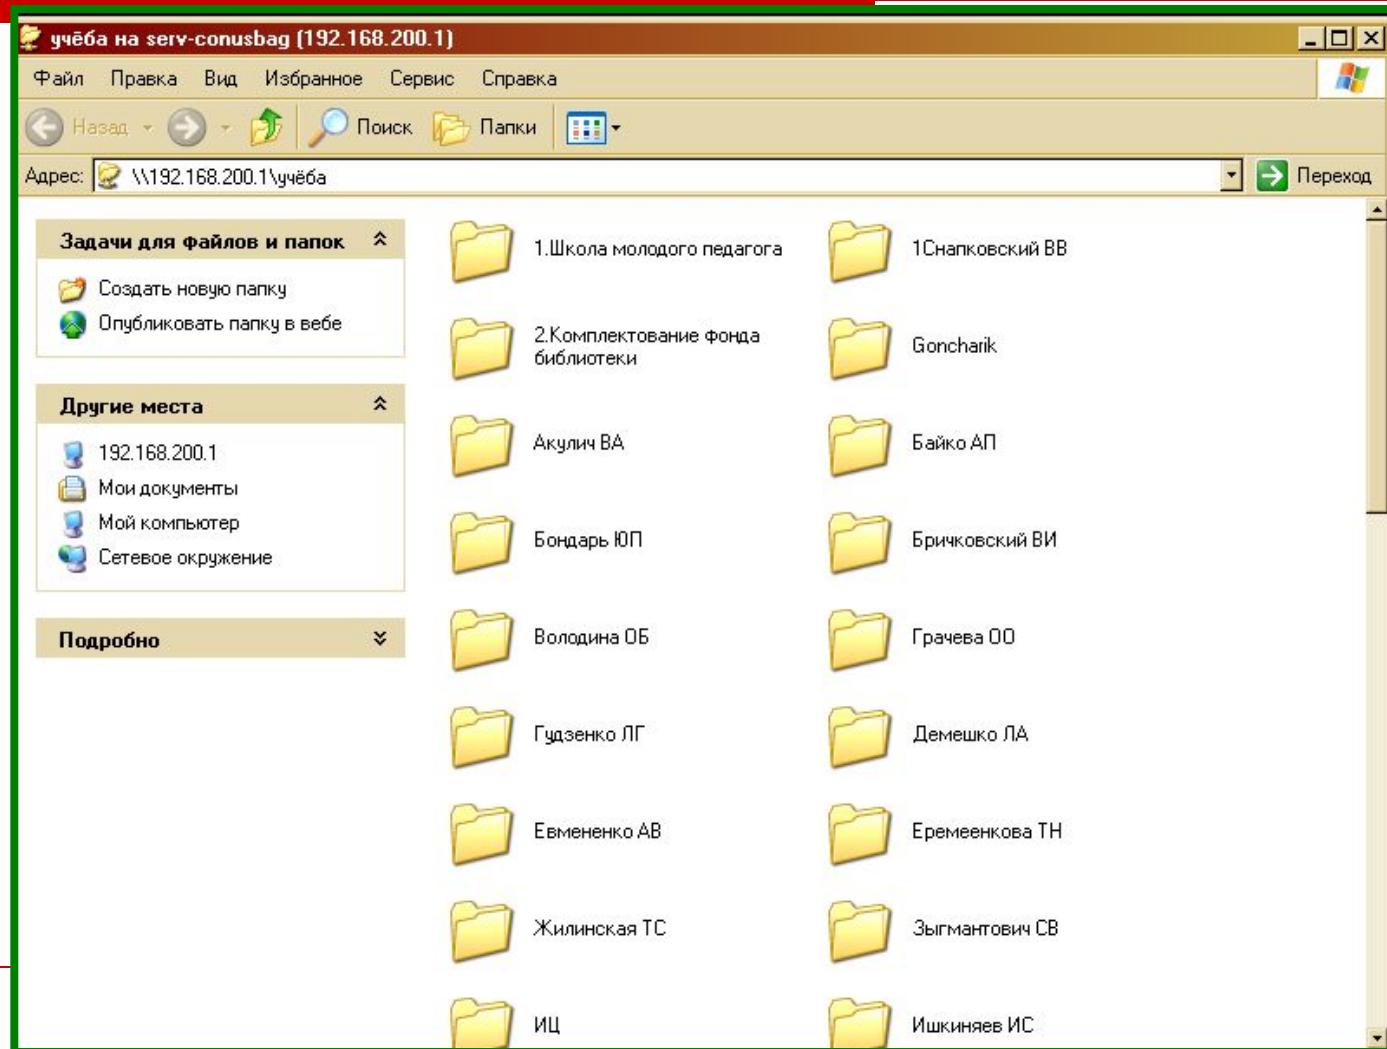 учёба на serv-conusbag (192.168.200.1)
Файл Правка Вид Избранное Сервис Справка
Назад Поиск Папки
Адрес: \\192.168.200.1\учёба Переход
Задачи для файлов и папок
Создать новую папку
Опубликовать папку в вебе
Другие места
192.168.200.1
Мои документы
Мой компьютер
Сетевое окружение
Подробно
1.Школа молодого педагога
1Снапковский ВВ
2.Комплектование фонда
библиотеки
Goncharik
Акулич ВА
Байко АП
Бондарь ЮП
Бричковский ВИ
Володина ОБ
Грачева ОО
Гудзенко ЛГ
Демешко ЛА
Евмененко АВ
Еремеенкова ТН
Жилинская ТС
Зыгмантович СВ
ИЦ
Ишкиняев ИС